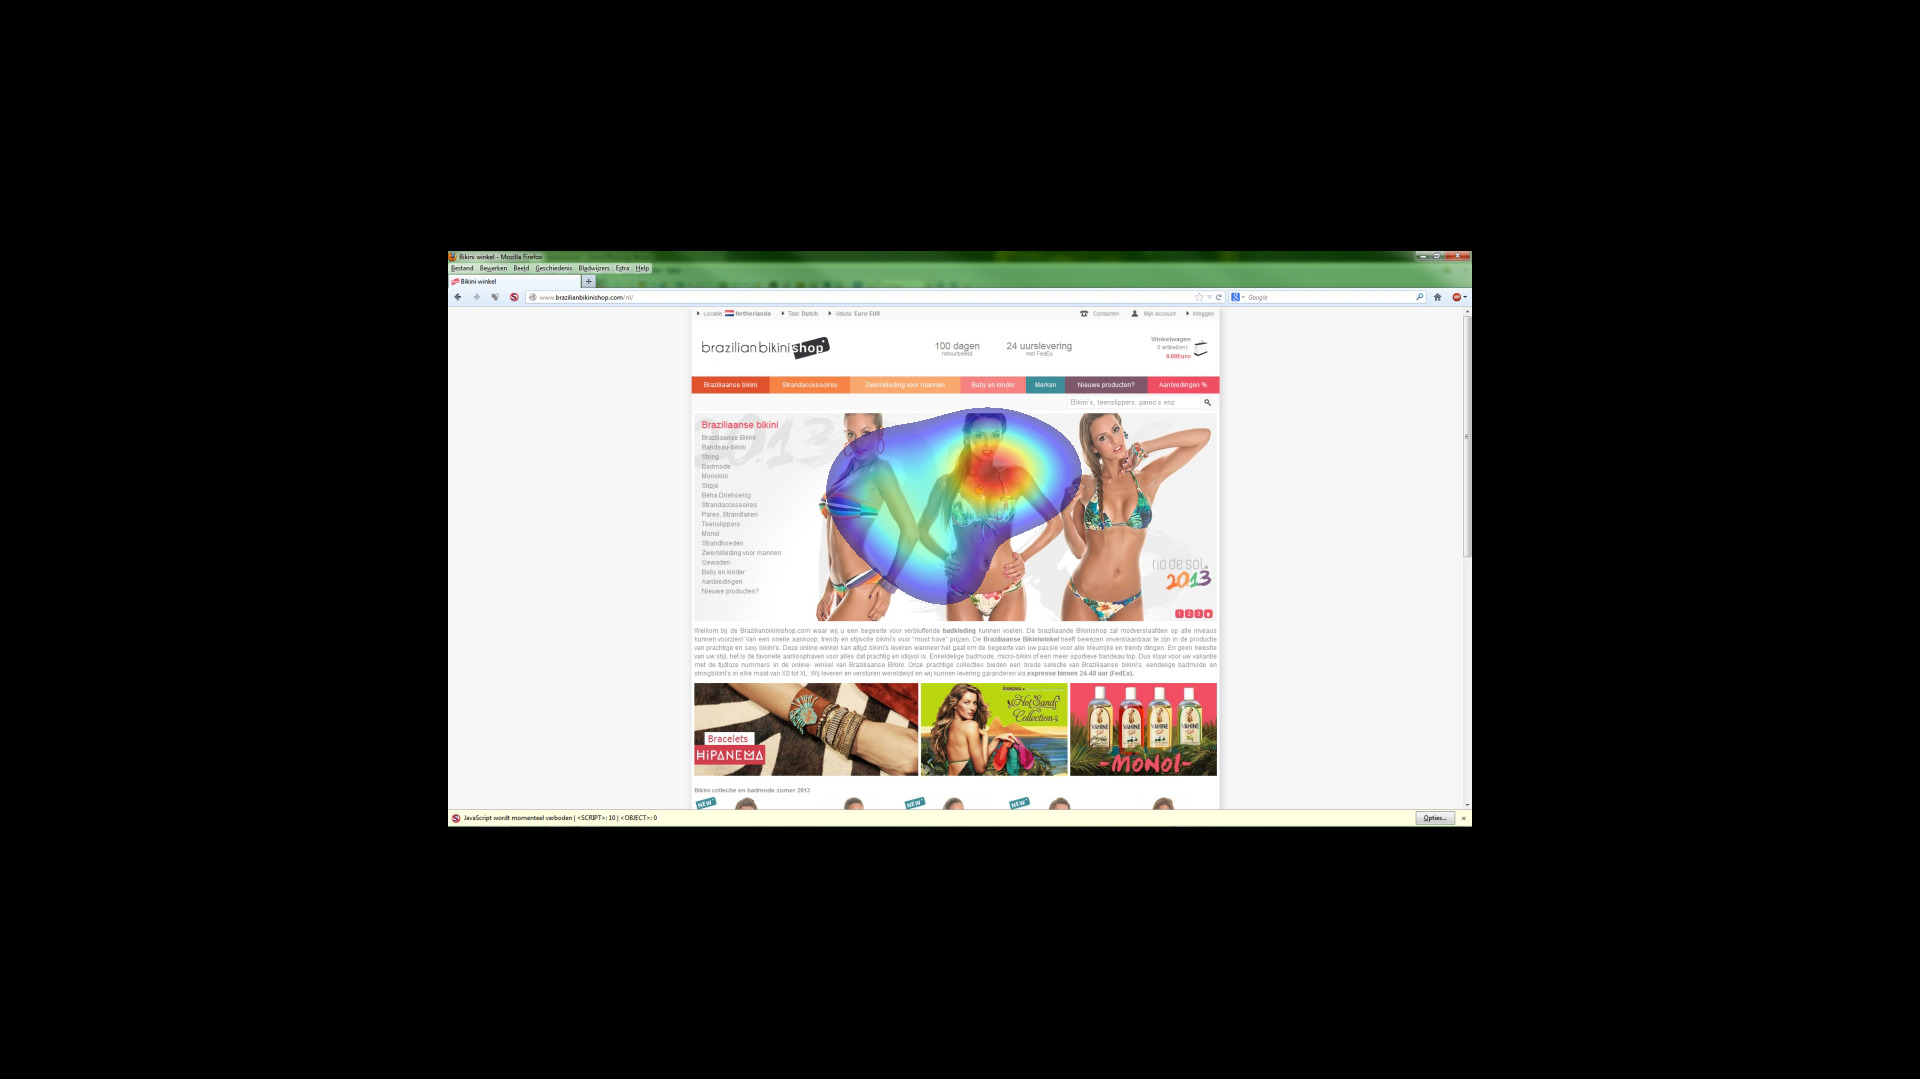 Bikini winkel - Mozilla Firefox
Bestand Bewerken Beeld Geschiedenis Bladwijzers Extra Help
Bikini winkel
www.brazilianbikinishop.com/nl/
Google
Locatie: Netherlands Taal: Dutch Valuta: Euro EUR
Contacten Mijn account Inloggen
brazilianbikinishop
100 dagen
retourbeleid
24 uurslevering
met FedEx
Winkelwagen
0 artikel(en)
0.00Euro
Braziliaanse bikini Strandaccessoires Zwemkleding voor mannen Baby en kinder Merken Nieuwe producten? Aanbiedingen %
Bikini's, teenslippers, pareo's enz.
2013
Braziliaanse bikini
Braziliaanse Bikini
Bandeau-bikini
String
Badmode
Monokini
Slipje
Beha Driehoekig
Strandaccessoires
Pareo, Strandlaken
Teenslippers
Monoï
Strandhoeden
Zwemkleding voor mannen
Gewaden
Baby en kinder
Aanbiedingen
Nieuwe producten?
rio de sol.
2013
1 2 3
Welkom bij de Brazilianbikinishop.com waar wij u een begeerte voor verbluffende badkleding kunnen voelen. De braziliaande Bikinishop zal modverslaafden op alle niveaus
kunnen voorzien! Van een snelle aankoop, trendy en stijlvolle bikini's voor "must have" prijzen. De Braziliaanse Bikiniwinkel heeft bewezen onverslaanbaar te zijn in de productie
van prachtige en sexy bikini's. Deze online-winkel kan altijd bikini's leveren wanneer het gaat om de begeerte van uw passie voor alle kleurrijke en trendy dingen. En geen kwestie
van uw stijl, het is de favoriete aanloophaven voor alles dat prachtig en stijlvol is. Enkeldelige badmode, micro-bikini of een meer sportieve bandeau top. Dus klaar voor uw vakantie
met de tijdloze nummers in de online- winkel van Braziliaanse Bikini. Onze prachtige collecties bieden een brede selectie van Braziliaanse bikini's, eendelige badmode en
stringbikini's in elke maat van XS tot XL. Wij leveren en versturen wereldwijd en wij kunnen levering garanderen via expresse binnen 24-48 uur (FedEx).
Bracelets
HIPANEMA
IPANEMA
Hot Sands
Collection
VAHINE VAHINE VAHINE VAHINE
-MONOI-
Bikini collectie en badmode zomer 2013
NEW NEW NEW
JavaScript wordt momenteel verboden | <SCRIPT>: 10 | <OBJECT>: 0
Opties...